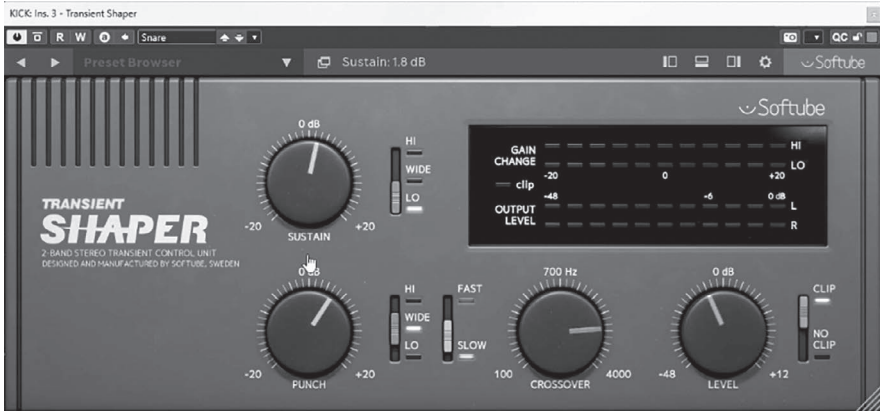 KICK: Ins. 3 - Transient Shaper
R W Snare QC
Preset Browser Sustain: 1.8 dB Softube
Softube
0 dB
HI
WIDE
LO
-20 +20
SUSTAIN
GAIN CHANGE
HI
LO
-20 0 +20
clip
-48 -6 0 dB
OUTPUT LEVEL
L
R
TRANSIENT
SHAPER
2-BAND STEREO TRANSIENT CONTROL UNIT
DESIGNED AND MANUFACTURED BY SOFTUBE, SWEDEN
0 dB
HI
WIDE
LO
-20 +20
PUNCH
FAST
SLOW
700 Hz
100 4000
CROSSOVER
0 dB
-48 +12
LEVEL
CLIP
NO
CLIP